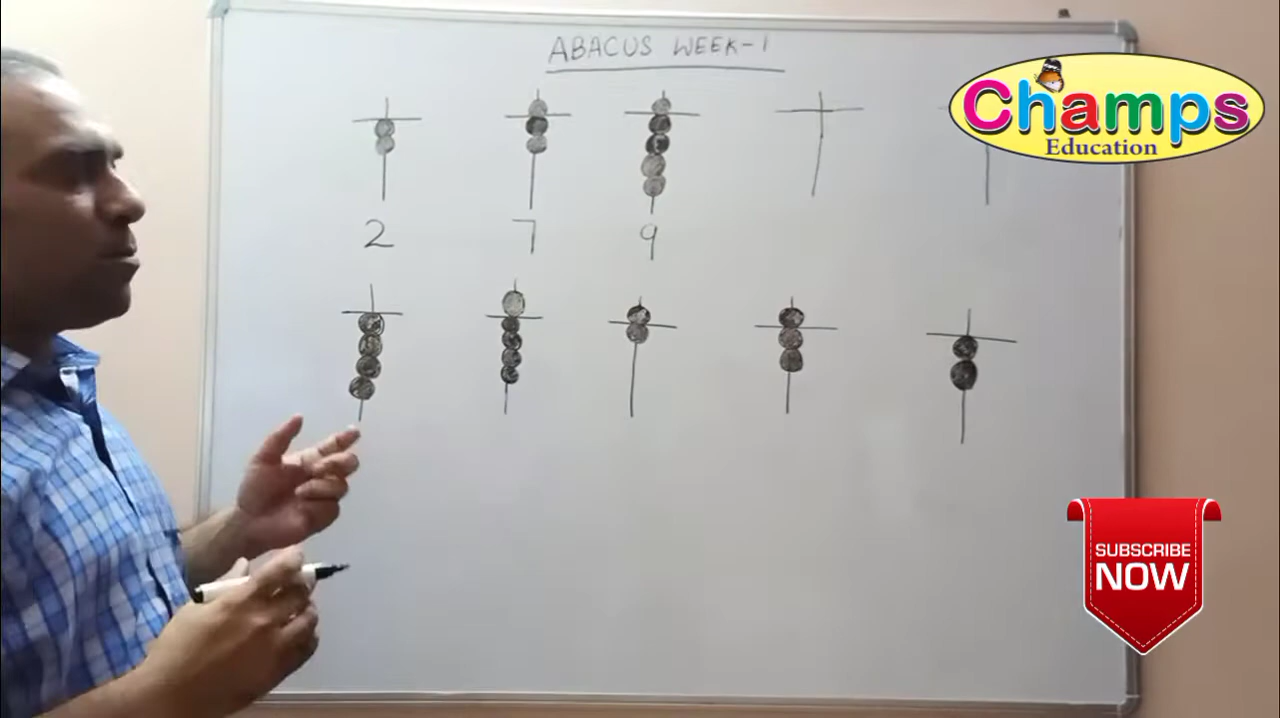 ABACUS WEEK-1
Champs
Education
2 7 9
SUBSCRIBE
NOW